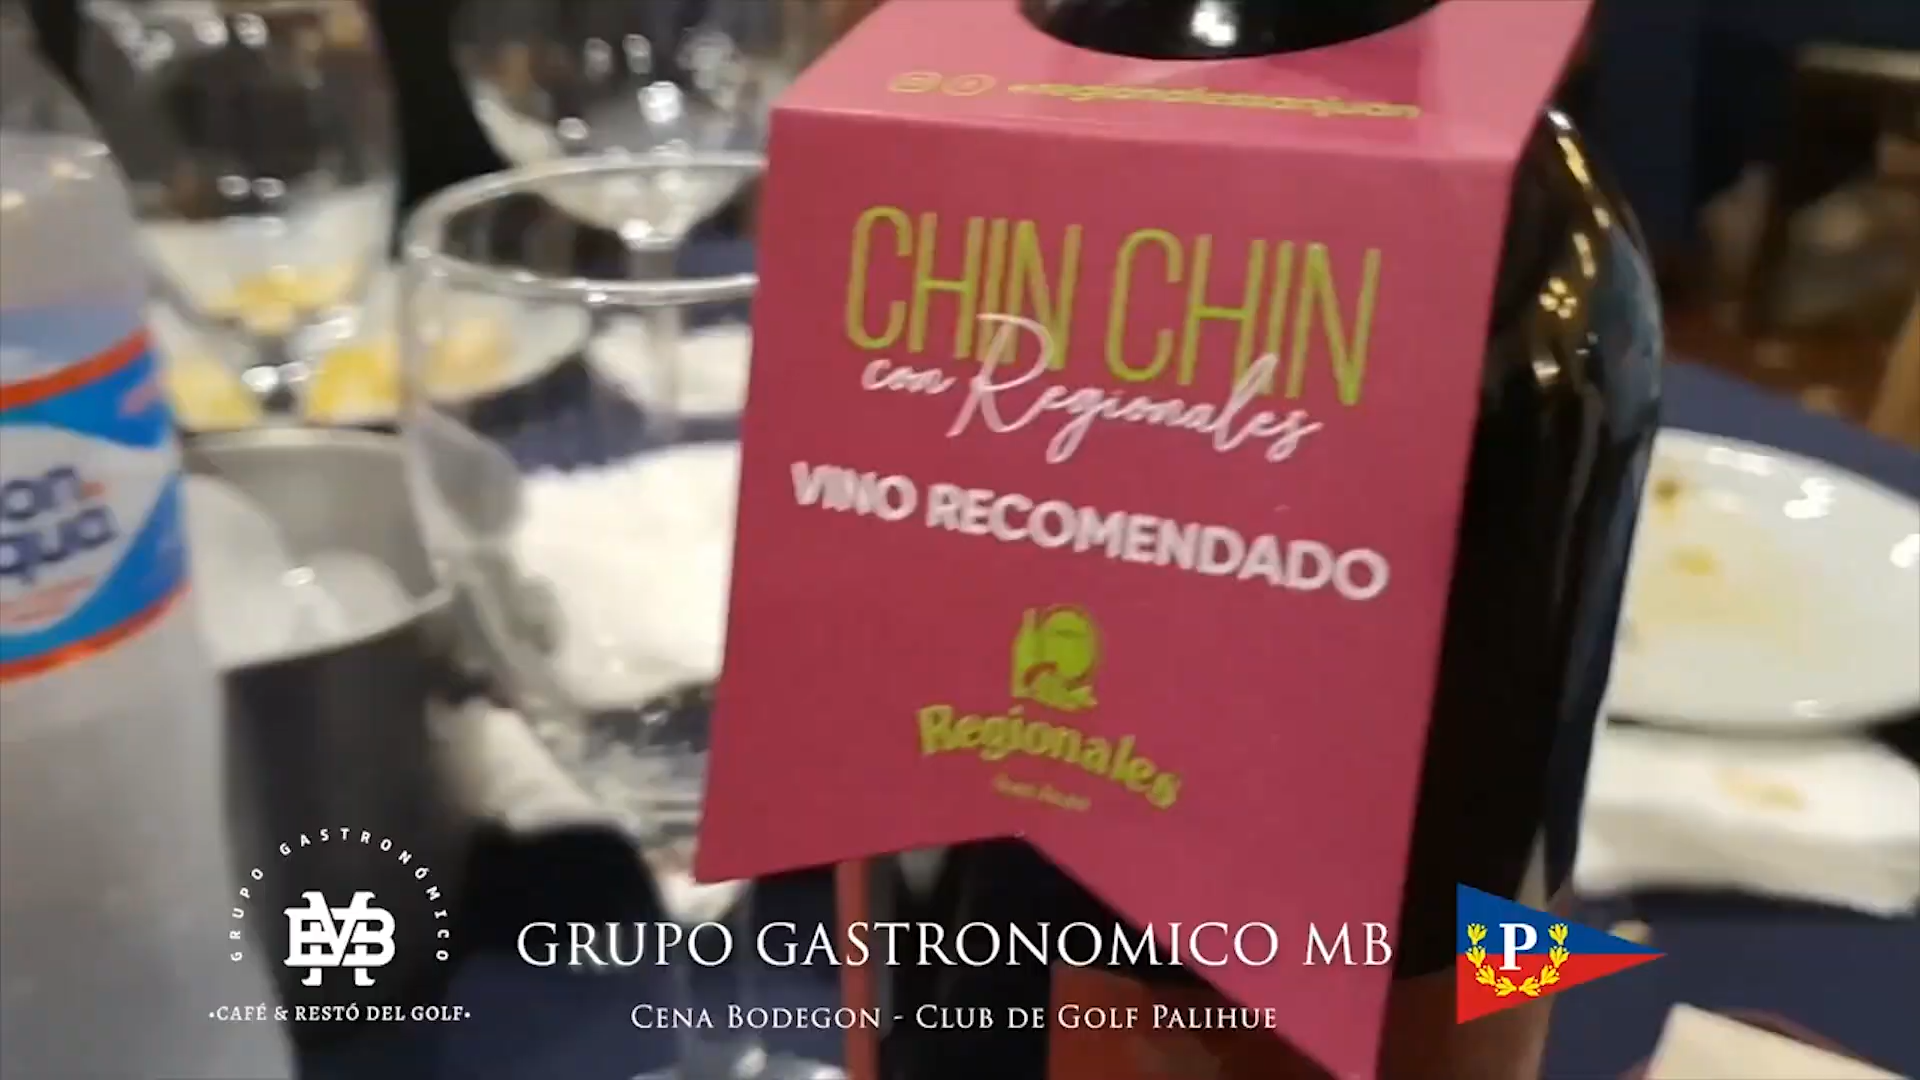 CHIN CHIN
con Regionales
VINO RECOMENDADO
Regionales
GRUPO GASTRONÓMICO
MB
•CAFÉ & RESTÓ DEL GOLF•
GRUPO GASTRONOMICO MB
CENA BODEGON - CLUB DE GOLF PALIHUE
P